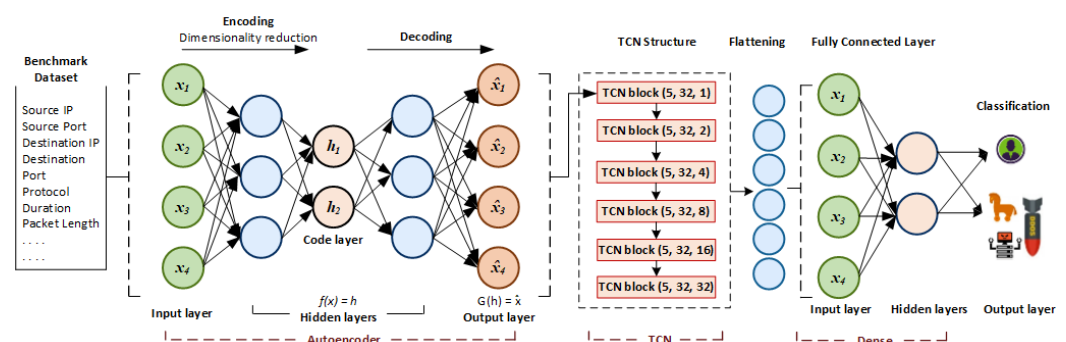 Encoding
Dimensionality reduction
Decoding
TCN Structure
Flattening
Fully Connected Layer
Benchmark
Dataset
Source IP
Source Port
Destination IP
Destination
Port
Protocol
Duration
Packet Length
. . . .
. . . .
x1
x2
x3
x4
h1
h2
Code layer
x̂1
x̂2
x̂3
x̂4
TCN block (5, 32, 1)
TCN block (5, 32, 2)
TCN block (5, 32, 4)
TCN block (5, 32, 8)
TCN block (5, 32, 16)
TCN block (5, 32, 32)
x1
x2
x3
x4
Classification
DDOS
Input layer
f(x) = h
Hidden layers
G(h) = x̂
Output layer
Input layer
Hidden layers
Output layer
Autoencoder
TCN
Dense